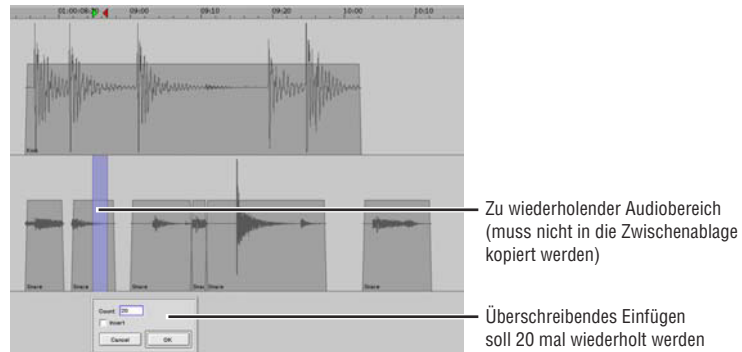 01:00:08:20 09:00 09:10 09:20 10:00 10:10
Kick
Zu wiederholender Audiobereich
(muss nicht in die Zwischenablage
kopiert werden)
Snare Snare Snare Snare Snare Snare
Count: 20
Insert
Cancel OK
Überschreibendes Einfügen
soll 20 mal wiederholt werden